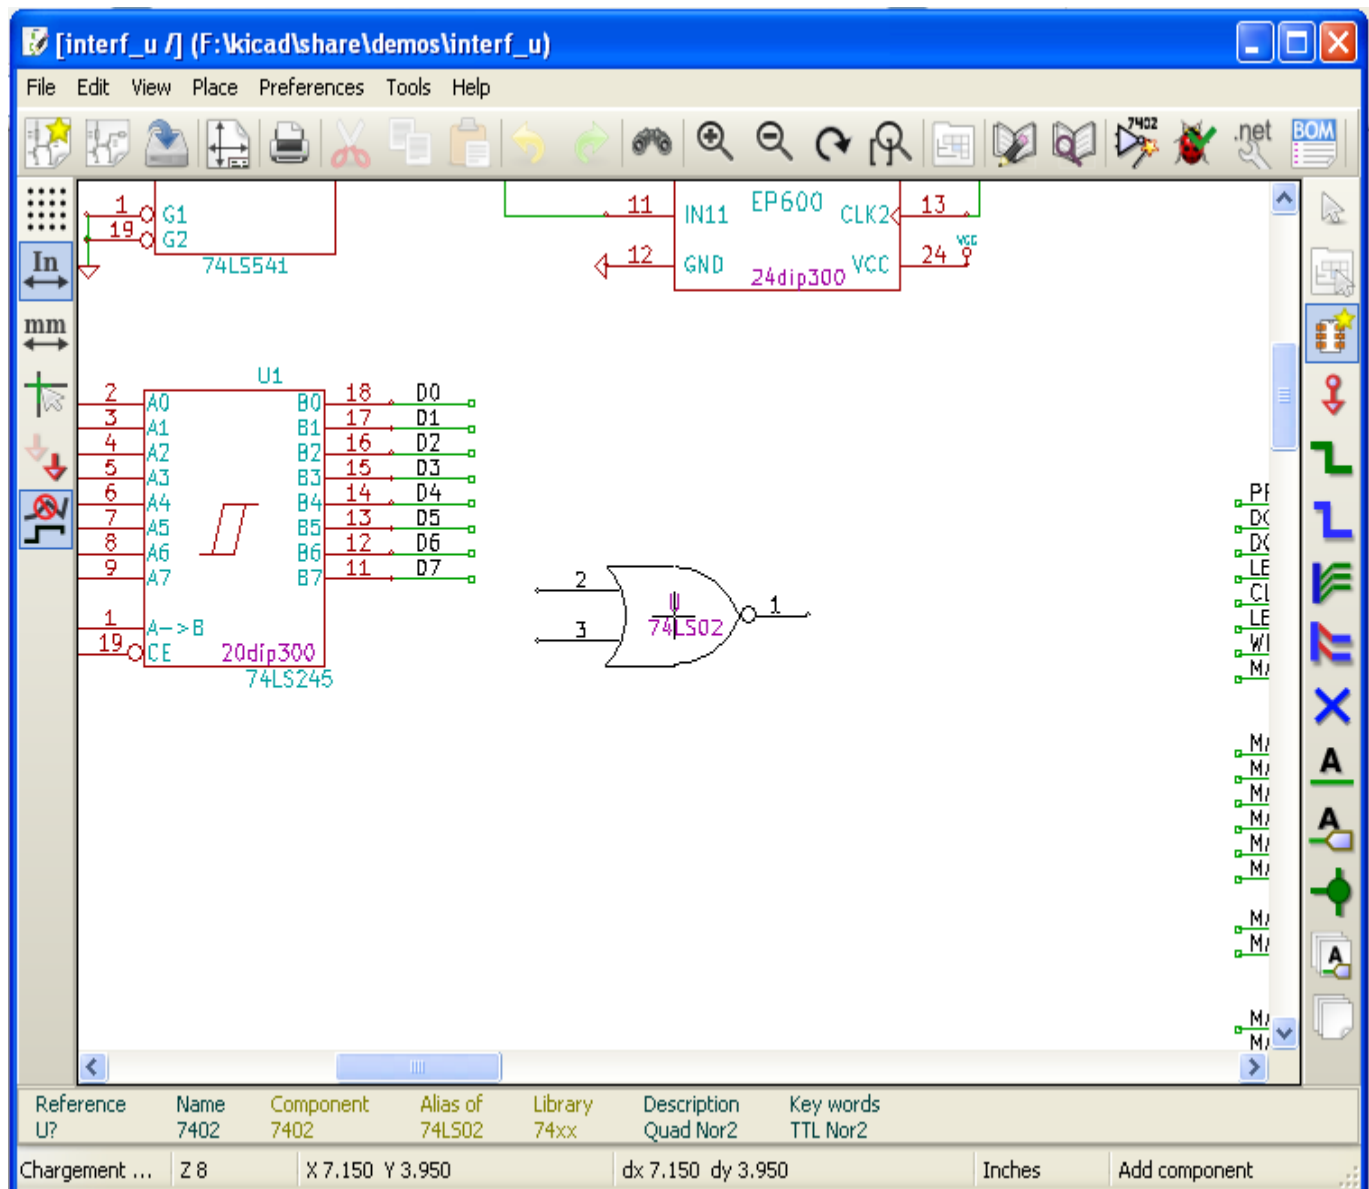 [interf_u /] (F:\kicad\share\demos\interf_u)
File Edit View Place Preferences Tools Help
7402
.net
BOM
In
mm
1 G1
19 G2
74LS541
11 IN11 EP600 CLK2 13
12 GND 24dip300 VCC 24 VCC
U1
2 A0 B0 18 D0
3 A1 B1 17 D1
4 A2 B2 16 D2
5 A3 B3 15 D3
6 A4 B4 14 D4
7 A5 B5 13 D5
8 A6 B6 12 D6
9 A7 B7 11 D7
1 A->B
19 CE 20dip300
74LS245
2 U 1
3 74LS02
LE
CL
LE
A
A
A
Reference Name Component Alias of Library Description Key words
U? 7402 7402 74LS02 74xx Quad Nor2 TTL Nor2
Chargement ... Z 8 X 7.150 Y 3.950 dx 7.150 dy 3.950 Inches Add component